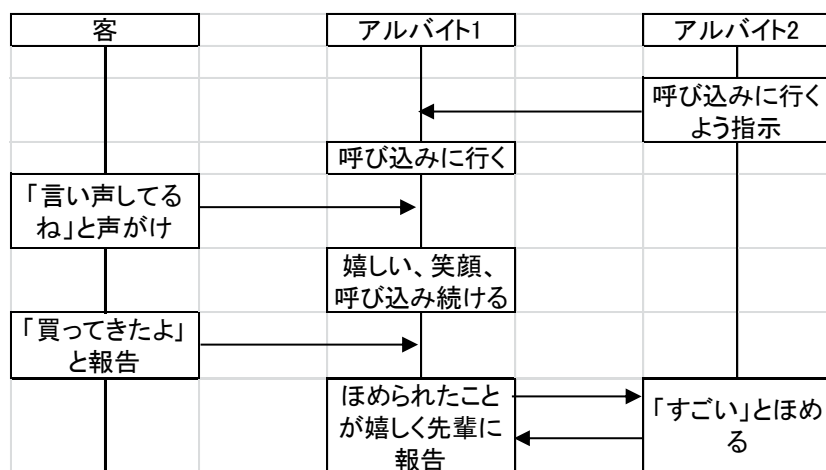 客
アルバイト1
アルバイト2
呼び込みに行く
よう指示
呼び込みに行く
「言い声してる
ね」と声がけ
嬉しい、笑顔、
呼び込み続ける
「買ってきたよ」
と報告
ほめられたこと
が嬉しく先輩に
報告
「すごい」とほめ
る